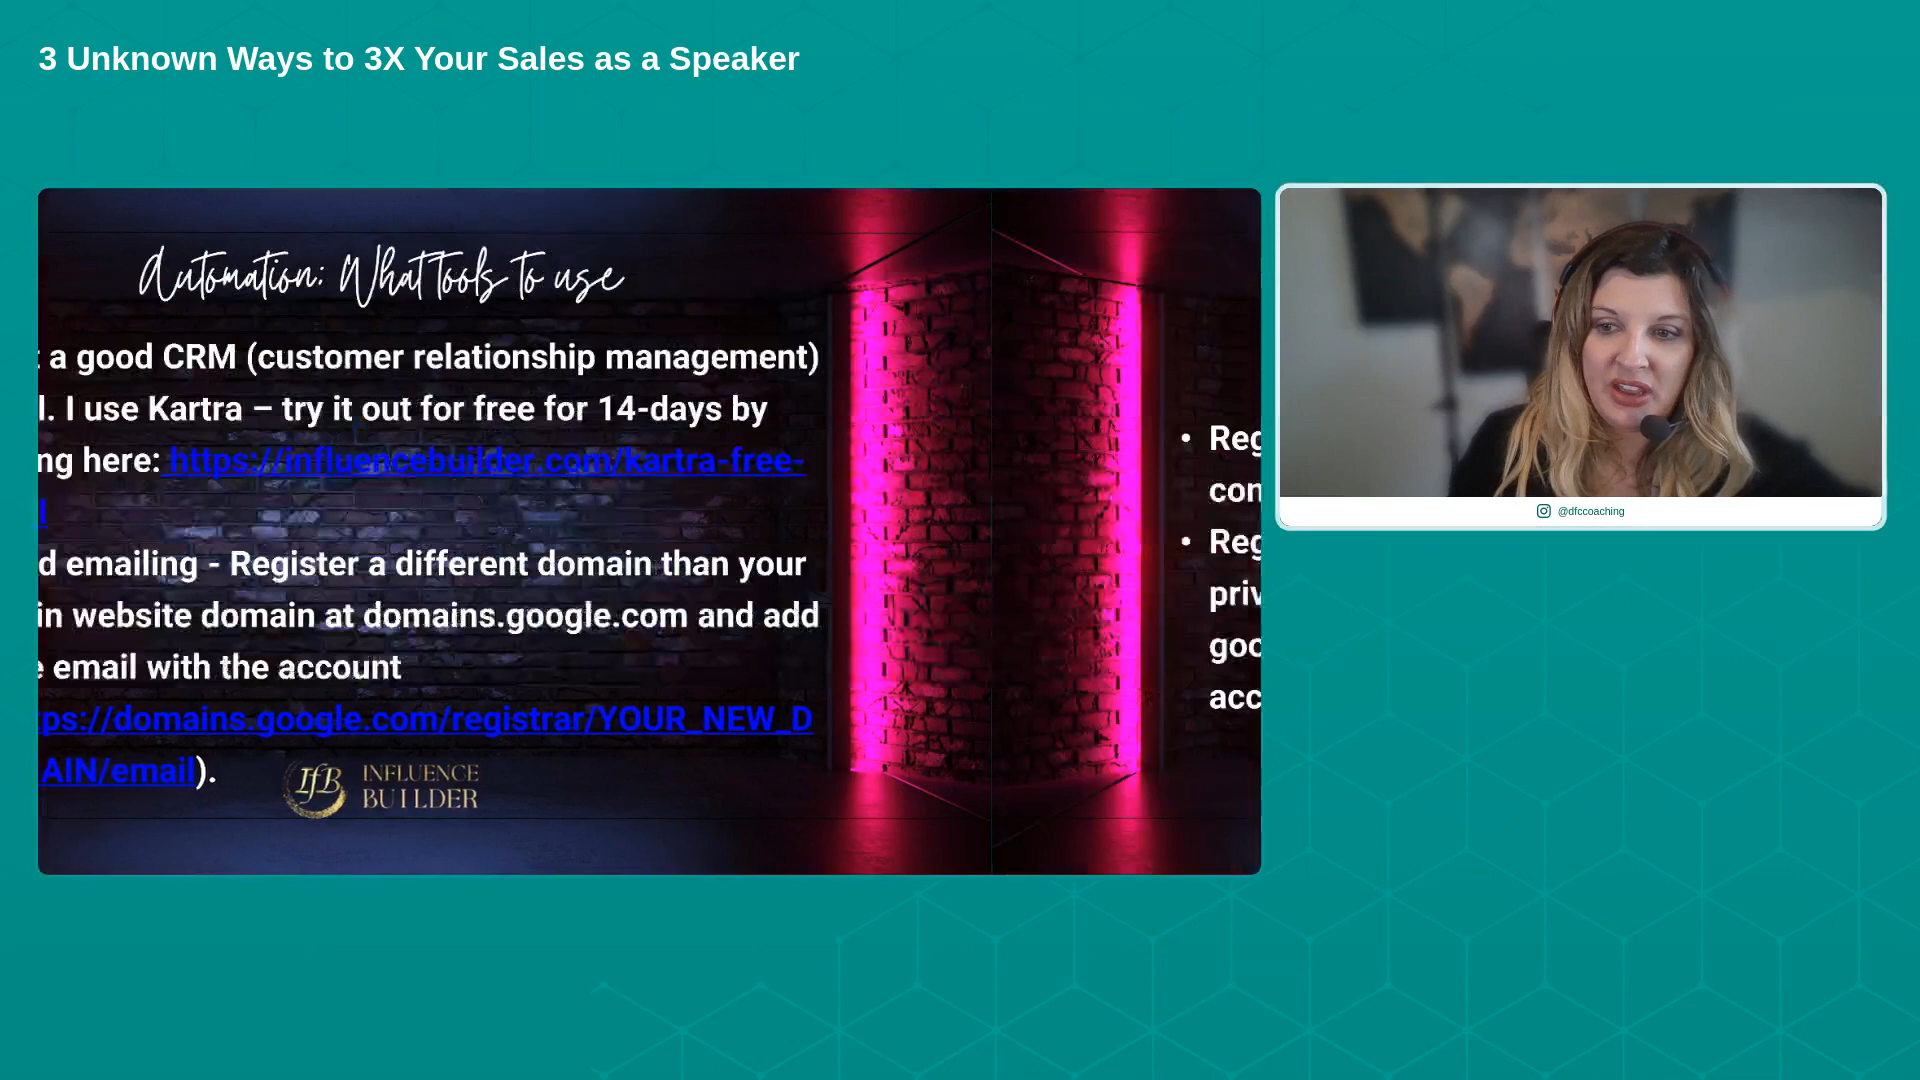 3 Unknown Ways to 3X Your Sales as a Speaker
Automation: What tools to use
a good CRM (customer relationship management)
l. I use Kartra – try it out for free for 14-days by
ng here: https://influencebuilder.com/kartra-free-
l
d emailing - Register a different domain than your
in website domain at domains.google.com and add
e email with the account
ps://domains.google.com/registrar/YOUR_NEW_D
AIN/email).
IfB INFLUENCE
BUILDER
• Reg
con
• Reg
priv
goo
acc
@dfccoaching